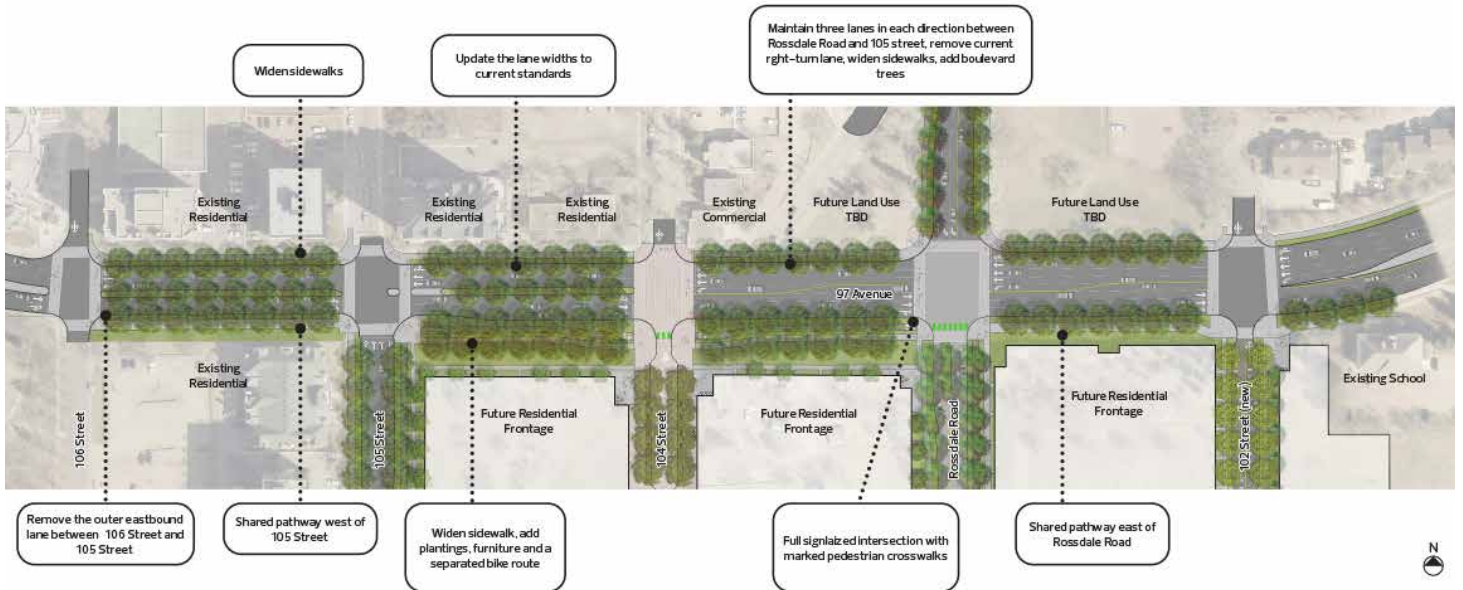 Widen sidewalks
Update the lane widths to
current standards
Maintain three lanes in each direction between
Rossdale Road and 105 street, remove current
rght-turn lane, widen sidewalks, add boulevard
trees
Existing
Residential
Existing
Residential
Existing
Residential
Existing
Commercial
Future Land Use
TBD
Future Land Use
TBD
97 Avenue
Existing
Residential
Future Residential
Frontage
Future Residential
Frontage
Future Residential
Frontage
Existing School
106 Street
105 Street
104 Street
Rossdale Road
102 Street (new)
Remove the outer eastbound
lane between 106 Street and
105 Street
Shared pathway west of
105 Street
Widen sidewalk, add
plantings, furniture and a
separated bike route
Full signlaized intersection with
marked pedestrian crosswalks
Shared pathway east of
Rossdale Road
N